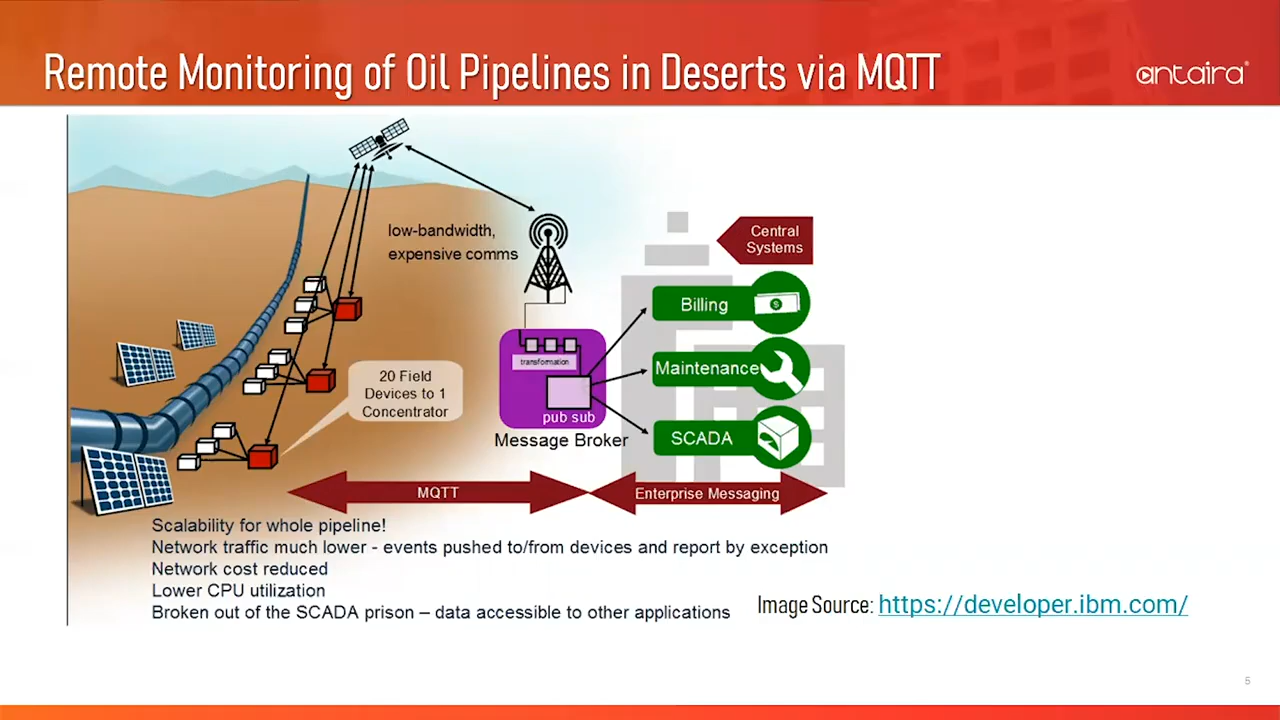 Remote Monitoring of Oil Pipelines in Deserts via MQTT
antaira®
low-bandwidth,
expensive comms
Central
Systems
Billing
$
transformation
Maintenance
20 Field
Devices to 1
Concentrator
pub sub
SCADA
Message Broker
MQTT
Enterprise Messaging
Scalability for whole pipeline!
Network traffic much lower - events pushed to/from devices and report by exception
Network cost reduced
Lower CPU utilization
Broken out of the SCADA prison – data accessible to other applications
Image Source: https://developer.ibm.com/
5